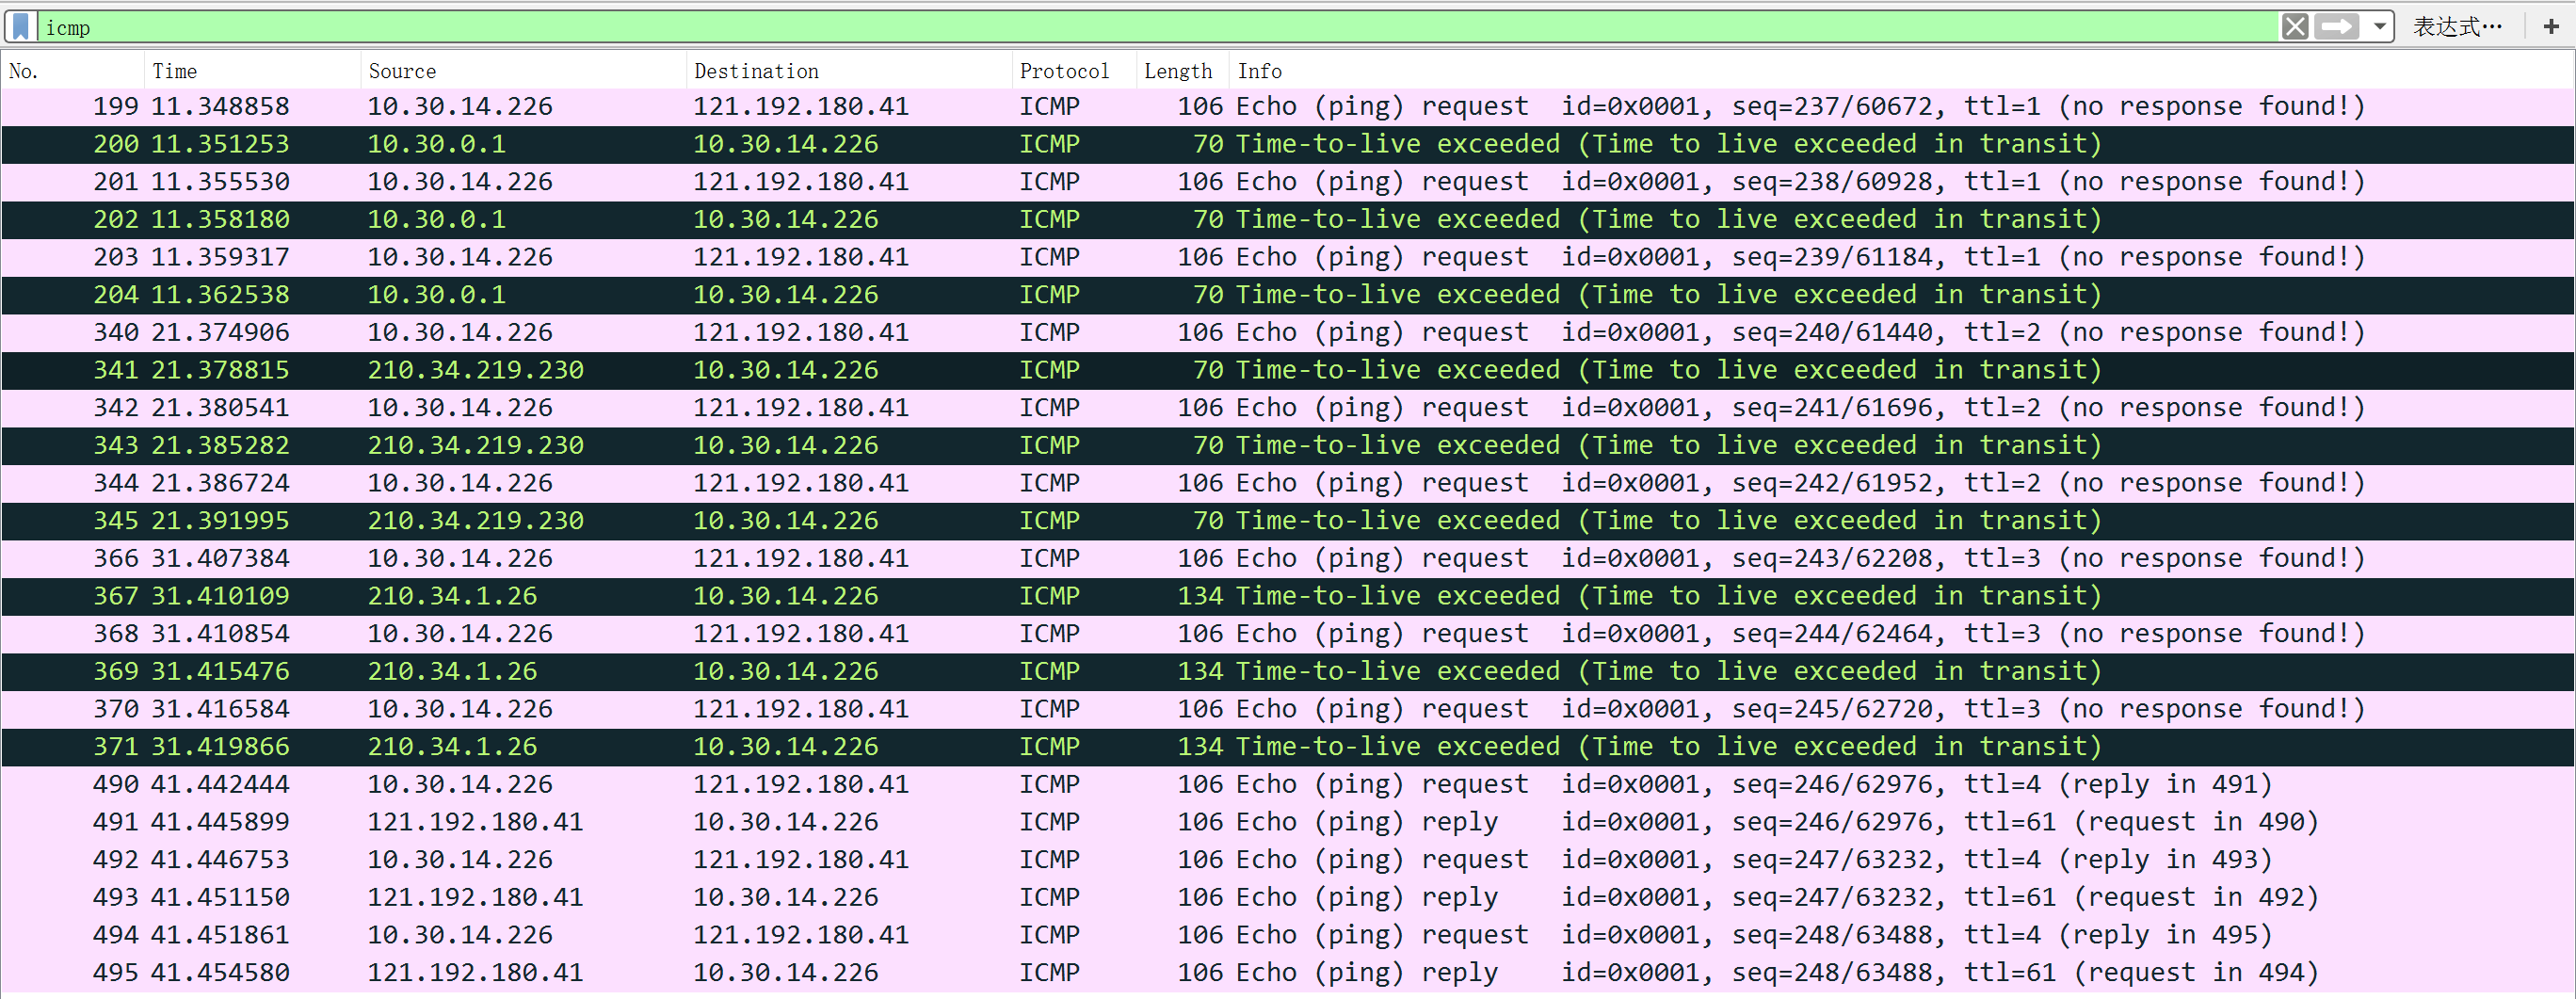 icmp 表达式… +
No. Time Source Destination Protocol Length Info
199 11.348858 10.30.14.226 121.192.180.41 ICMP 106 Echo (ping) request id=0x0001, seq=237/60672, ttl=1 (no response found!)
200 11.351253 10.30.0.1 10.30.14.226 ICMP 70 Time-to-live exceeded (Time to live exceeded in transit)
201 11.355530 10.30.14.226 121.192.180.41 ICMP 106 Echo (ping) request id=0x0001, seq=238/60928, ttl=1 (no response found!)
202 11.358180 10.30.0.1 10.30.14.226 ICMP 70 Time-to-live exceeded (Time to live exceeded in transit)
203 11.359317 10.30.14.226 121.192.180.41 ICMP 106 Echo (ping) request id=0x0001, seq=239/61184, ttl=1 (no response found!)
204 11.362538 10.30.0.1 10.30.14.226 ICMP 70 Time-to-live exceeded (Time to live exceeded in transit)
340 21.374906 10.30.14.226 121.192.180.41 ICMP 106 Echo (ping) request id=0x0001, seq=240/61440, ttl=2 (no response found!)
341 21.378815 210.34.219.230 10.30.14.226 ICMP 70 Time-to-live exceeded (Time to live exceeded in transit)
342 21.380541 10.30.14.226 121.192.180.41 ICMP 106 Echo (ping) request id=0x0001, seq=241/61696, ttl=2 (no response found!)
343 21.385282 210.34.219.230 10.30.14.226 ICMP 70 Time-to-live exceeded (Time to live exceeded in transit)
344 21.386724 10.30.14.226 121.192.180.41 ICMP 106 Echo (ping) request id=0x0001, seq=242/61952, ttl=2 (no response found!)
345 21.391995 210.34.219.230 10.30.14.226 ICMP 70 Time-to-live exceeded (Time to live exceeded in transit)
366 31.407384 10.30.14.226 121.192.180.41 ICMP 106 Echo (ping) request id=0x0001, seq=243/62208, ttl=3 (no response found!)
367 31.410109 210.34.1.26 10.30.14.226 ICMP 134 Time-to-live exceeded (Time to live exceeded in transit)
368 31.410854 10.30.14.226 121.192.180.41 ICMP 106 Echo (ping) request id=0x0001, seq=244/62464, ttl=3 (no response found!)
369 31.415476 210.34.1.26 10.30.14.226 ICMP 134 Time-to-live exceeded (Time to live exceeded in transit)
370 31.416584 10.30.14.226 121.192.180.41 ICMP 106 Echo (ping) request id=0x0001, seq=245/62720, ttl=3 (no response found!)
371 31.419866 210.34.1.26 10.30.14.226 ICMP 134 Time-to-live exceeded (Time to live exceeded in transit)
490 41.442444 10.30.14.226 121.192.180.41 ICMP 106 Echo (ping) request id=0x0001, seq=246/62976, ttl=4 (reply in 491)
491 41.445899 121.192.180.41 10.30.14.226 ICMP 106 Echo (ping) reply id=0x0001, seq=246/62976, ttl=61 (request in 490)
492 41.446753 10.30.14.226 121.192.180.41 ICMP 106 Echo (ping) request id=0x0001, seq=247/63232, ttl=4 (reply in 493)
493 41.451150 121.192.180.41 10.30.14.226 ICMP 106 Echo (ping) reply id=0x0001, seq=247/63232, ttl=61 (request in 492)
494 41.451861 10.30.14.226 121.192.180.41 ICMP 106 Echo (ping) request id=0x0001, seq=248/63488, ttl=4 (reply in 495)
495 41.454580 121.192.180.41 10.30.14.226 ICMP 106 Echo (ping) reply id=0x0001, seq=248/63488, ttl=61 (request in 494)